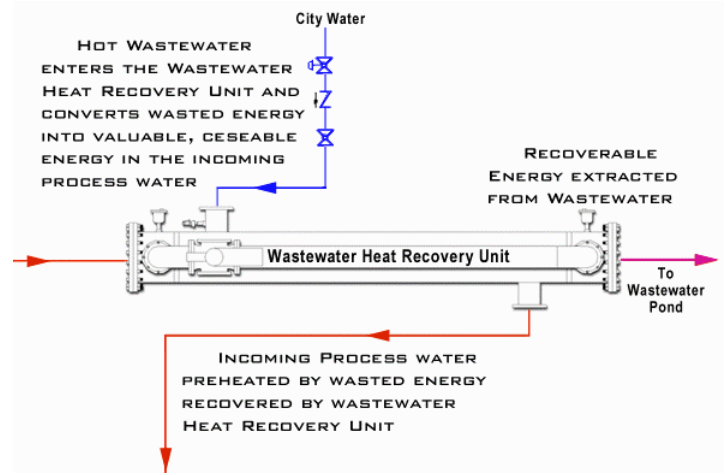 City Water
Hot Wastewater
enters the Wastewater
Heat Recovery Unit and
converts wasted energy
into valuable, ceseable
energy in the incoming
process water
Recoverable
Energy extracted
from Wastewater
Wastewater Heat Recovery Unit
To
Wastewater
Pond
Incoming Process water
preheated by wasted energy
recovered by wastewater
Heat Recovery Unit